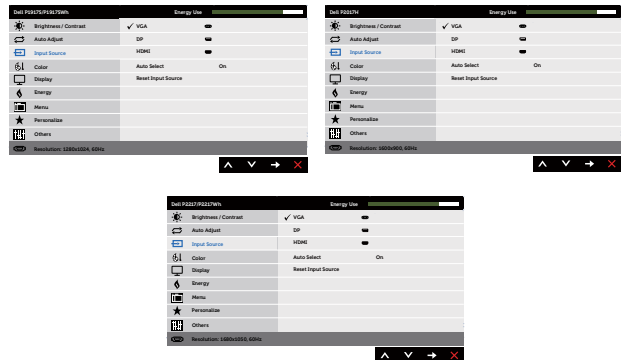 Dell P1917S/P1917SWh Energy Use
Brightness / Contrast VGA
Auto Adjust DP
Input Source HDMI
Color Auto Select On
Display Reset Input Source
Energy
Menu
Personalize
Others
Resolution: 1280x1024, 60Hz
Dell P2017H Energy Use
Brightness / Contrast VGA
Auto Adjust DP
Input Source HDMI
Color Auto Select On
Display Reset Input Source
Energy
Menu
Personalize
Others
Resolution: 1600x900, 60Hz
Dell P2217/P2217Wh Energy Use
Brightness / Contrast VGA
Auto Adjust DP
Input Source HDMI
Color Auto Select On
Display Reset Input Source
Energy
Menu
Personalize
Others
Resolution: 1680x1050, 60Hz